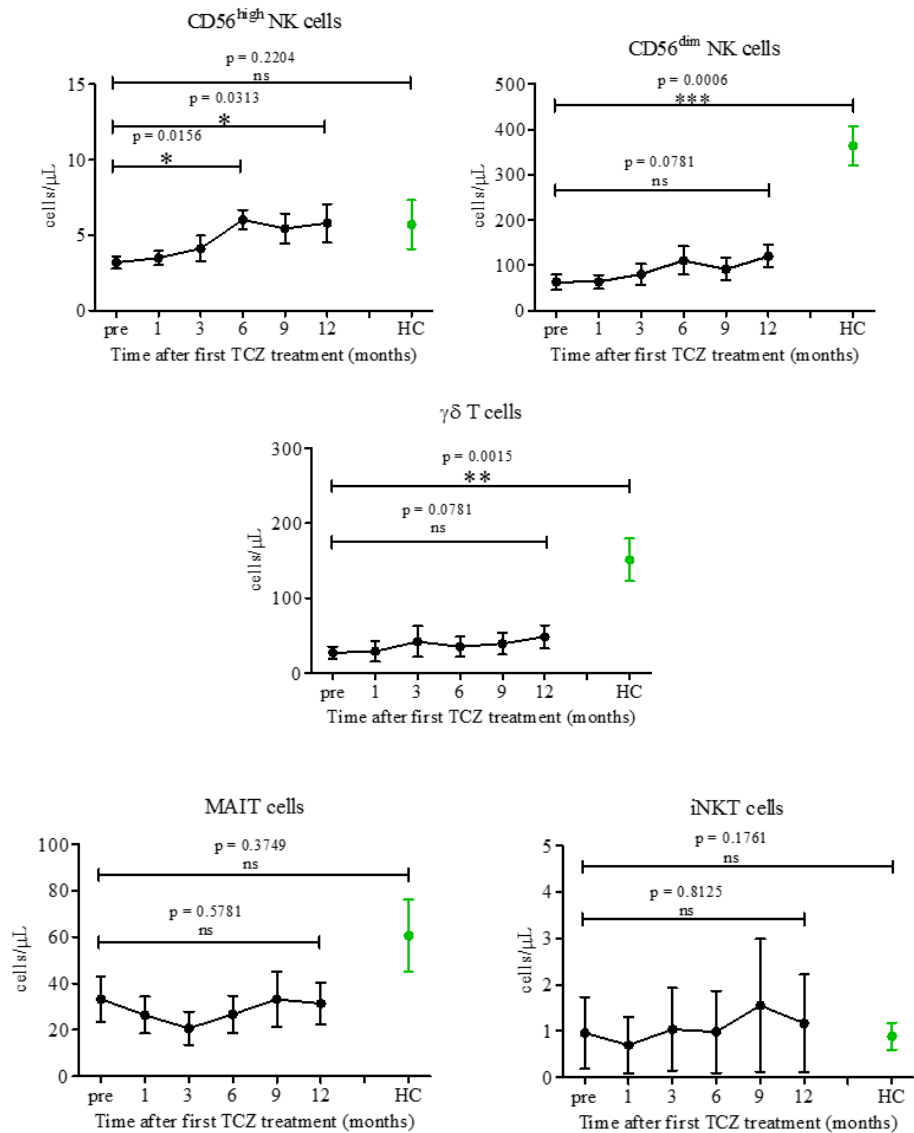 CD56^high NK cells
p = 0.2204
ns
p = 0.0313
*
p = 0.0156
*
15
10
5
0
cells/μL
pre 1 3 6 9 12 HC
Time after first TCZ treatment (months)
CD56^dim NK cells
p = 0.0006
***
p = 0.0781
ns
500
400
300
200
100
0
cells/μL
pre 1 3 6 9 12 HC
Time after first TCZ treatment (months)
γδ T cells
p = 0.0015
**
p = 0.0781
ns
300
200
100
0
cells/μL
pre 1 3 6 9 12 HC
Time after first TCZ treatment (months)
MAIT cells
p = 0.3749
ns
p = 0.5781
ns
100
80
60
40
20
0
cells/μL
pre 1 3 6 9 12 HC
Time after first TCZ treatment (months)
iNKT cells
p = 0.1761
ns
p = 0.8125
ns
5
4
3
2
1
0
cells/μL
pre 1 3 6 9 12 HC
Time after first TCZ treatment (months)